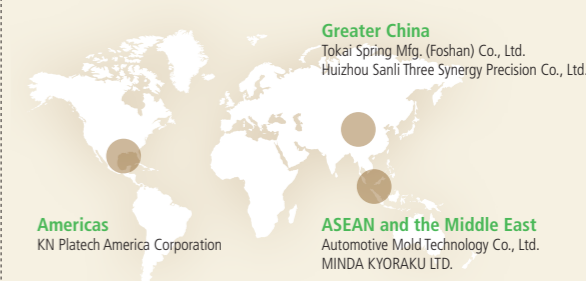 Greater China
Tokai Spring Mfg. (Foshan) Co., Ltd.
Huizhou Sanli Three Synergy Precision Co., Ltd.
Americas
KN Platech America Corporation
ASEAN and the Middle East
Automotive Mold Technology Co., Ltd.
MINDA KYORAKU LTD.